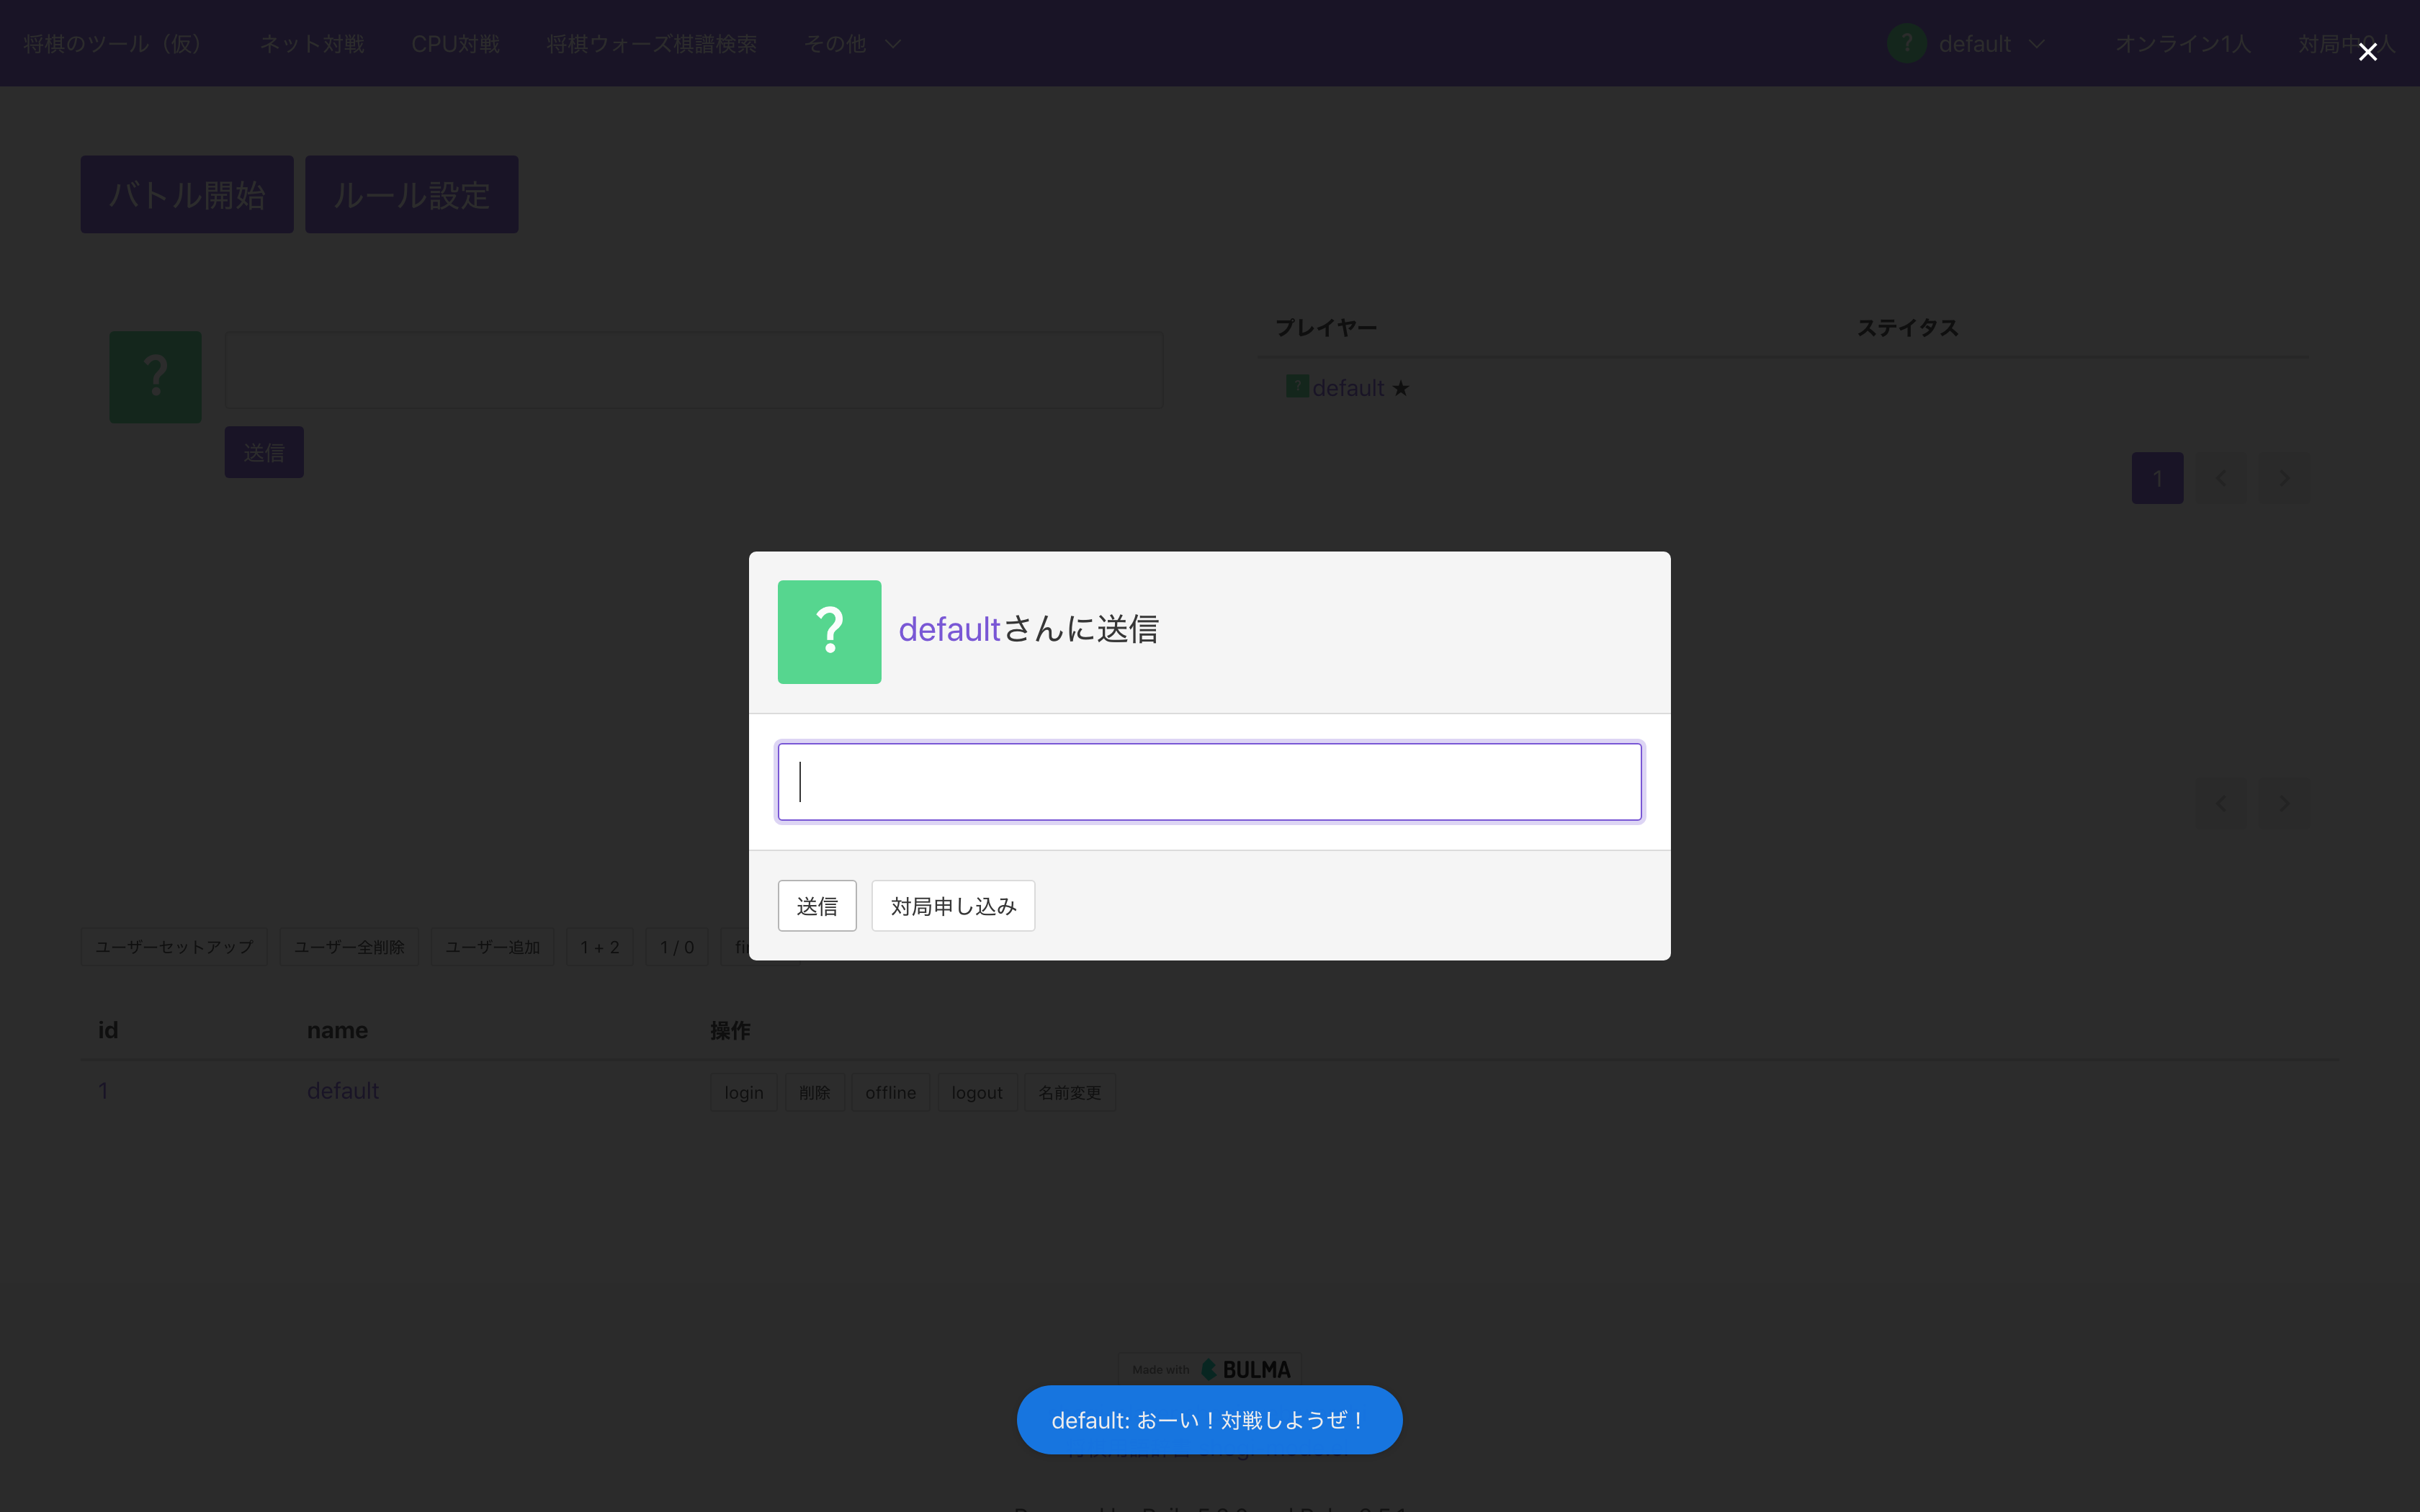 将棋のツール（仮） ネット対戦 CPU対戦 将棋ウォーズ棋譜検索 その他 ? default オンライン1人
バトル開始 ルール設定
プレイヤー ステイタス
?
? default ★
送信
1
? defaultさんに送信
送信 対局申し込み
ユーザーセットアップ ユーザー全削除 ユーザー追加 1 + 2 1 / 0
id name 操作
1 default login 削除 offline logout 名前変更
Made with BULMA
default: おーい！対戦しようぜ！